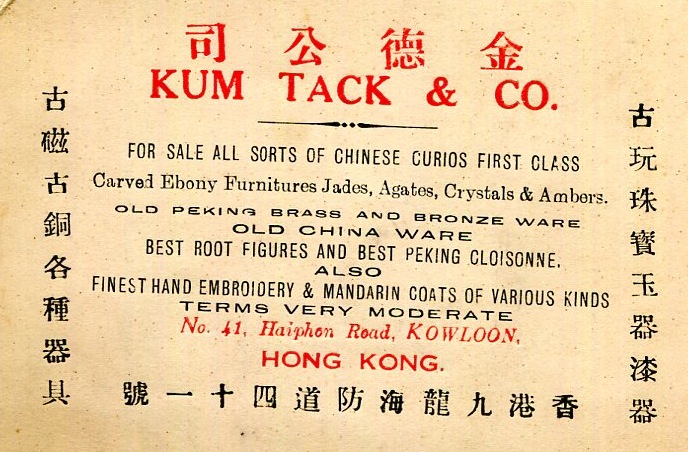 金德公司
KUM TACK & CO.
古玩珠寶玉器漆器
古磁古銅各種器具
FOR SALE ALL SORTS OF CHINESE CURIOS FIRST CLASS
Carved Ebony Furnitures Jades, Agates, Crystals & Ambers.
OLD PEKING BRASS AND BRONZE WARE
OLD CHINA WARE
BEST ROOT FIGURES AND BEST PEKING CLOISONNE.
ALSO
FINEST HAND EMBROIDERY & MANDARIN COATS OF VARIOUS KINDS
TERMS VERY MODERATE
No. 41, Haiphon Road, KOWLOON,
HONG KONG.
香港九龍海防道四十一號